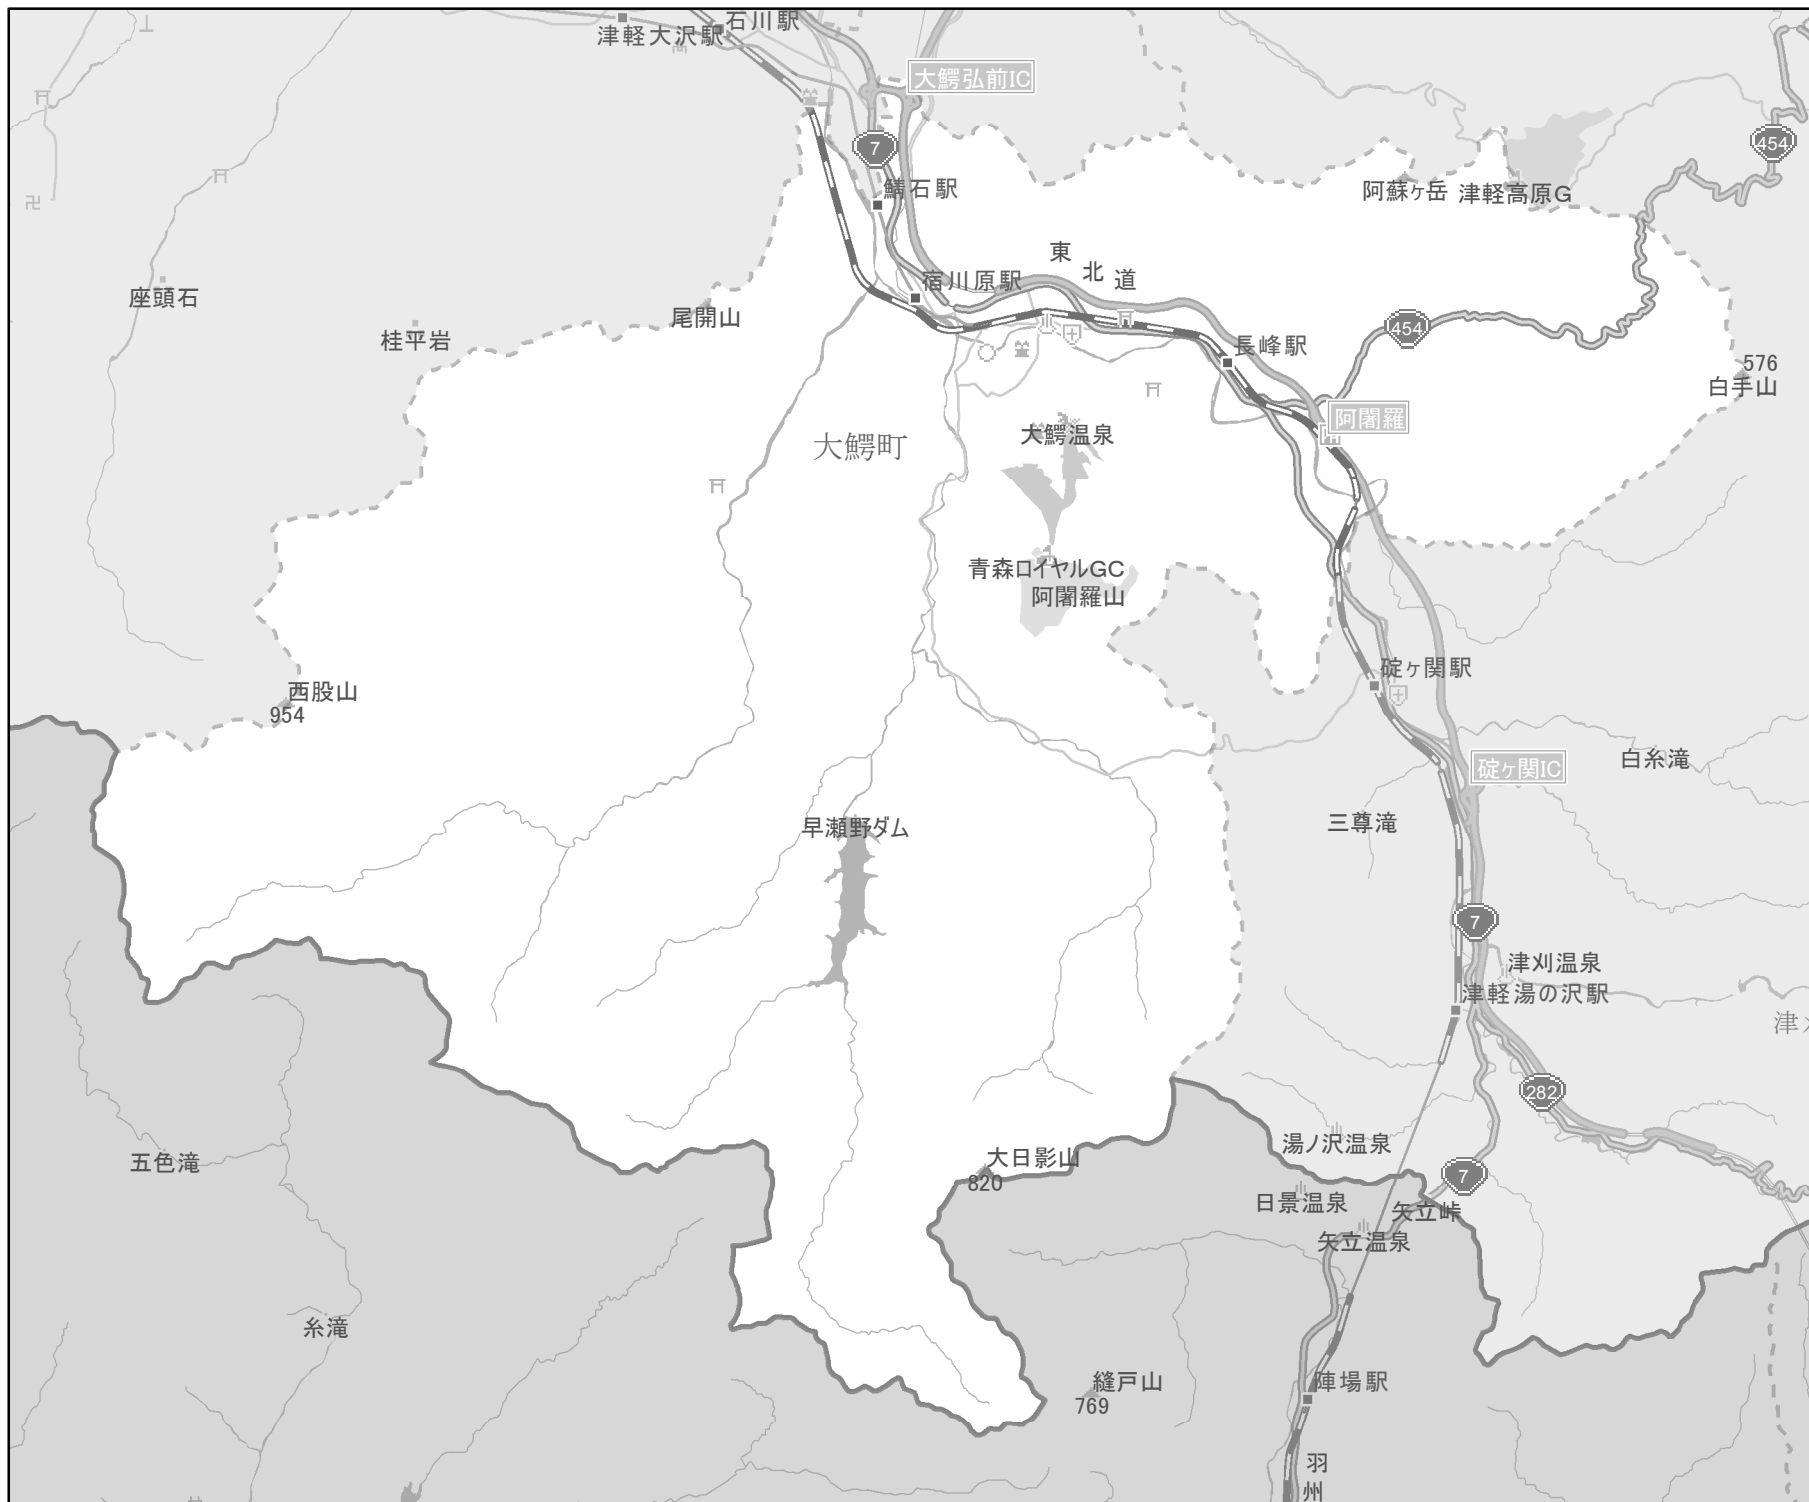 石川駅
津軽大沢駅
大鰐弘前IC
454
7
鯖石駅
阿蘇ヶ岳
津軽高原G
東
北
道
宿川原駅
座頭石
尾開山
桂平岩
454
長峰駅
576
白手山
阿闍羅
大鰐温泉
大鰐町
青森ロイヤルGC
阿闍羅山
碇ヶ関駅
西股山
954
白糸滝
碇ヶ関IC
三尊滝
早瀬野ダム
7
津刈温泉
津軽湯の沢駅
津
282
湯ノ沢温泉
大日影山
820
五色滝
7
日景温泉
矢立峠
矢立温泉
糸滝
縫戸山
769
陣場駅
羽
州